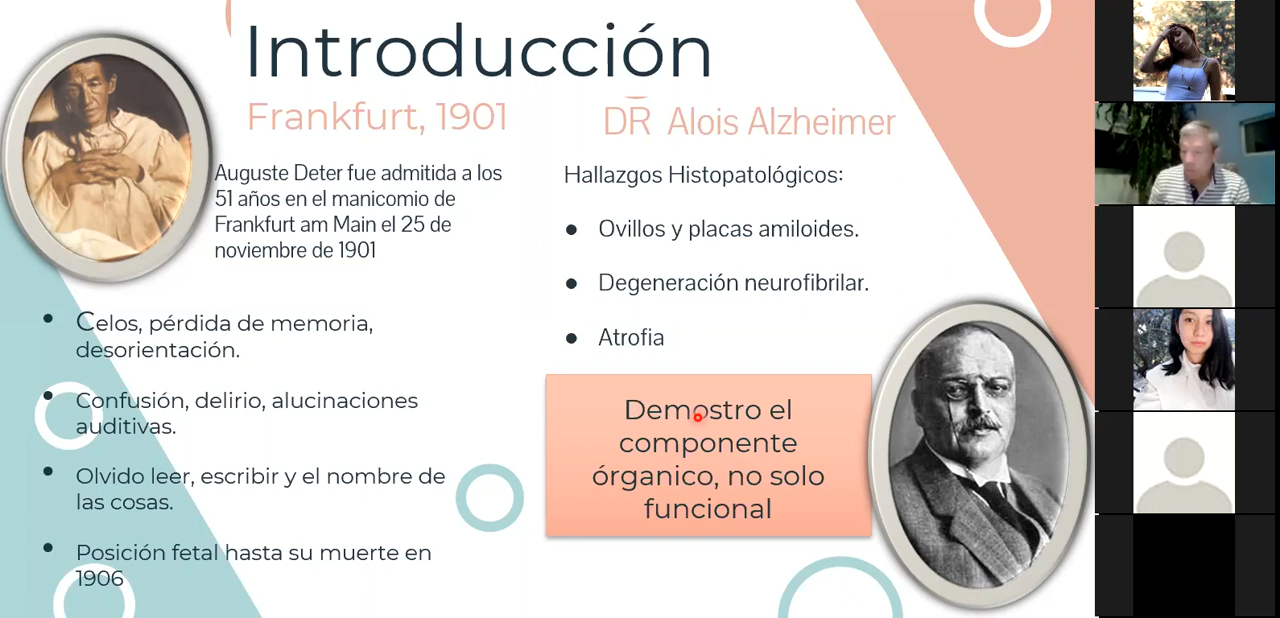 Introducción
Frankfurt, 1901
Auguste Deter fue admitida a los
51 años en el manicomio de
Frankfurt am Main el 25 de
noviembre de 1901
Celos, pérdida de memoria,
desorientación.
Confusión, delirio, alucinaciones
auditivas.
Olvido leer, escribir y el nombre de
las cosas.
Posición fetal hasta su muerte en
1906
DR Alois Alzheimer
Hallazgos Histopatológicos:
Ovillos y placas amiloides.
Degeneración neurofibrilar.
Atrofia
Demostro el
componente
órganico, no solo
funcional